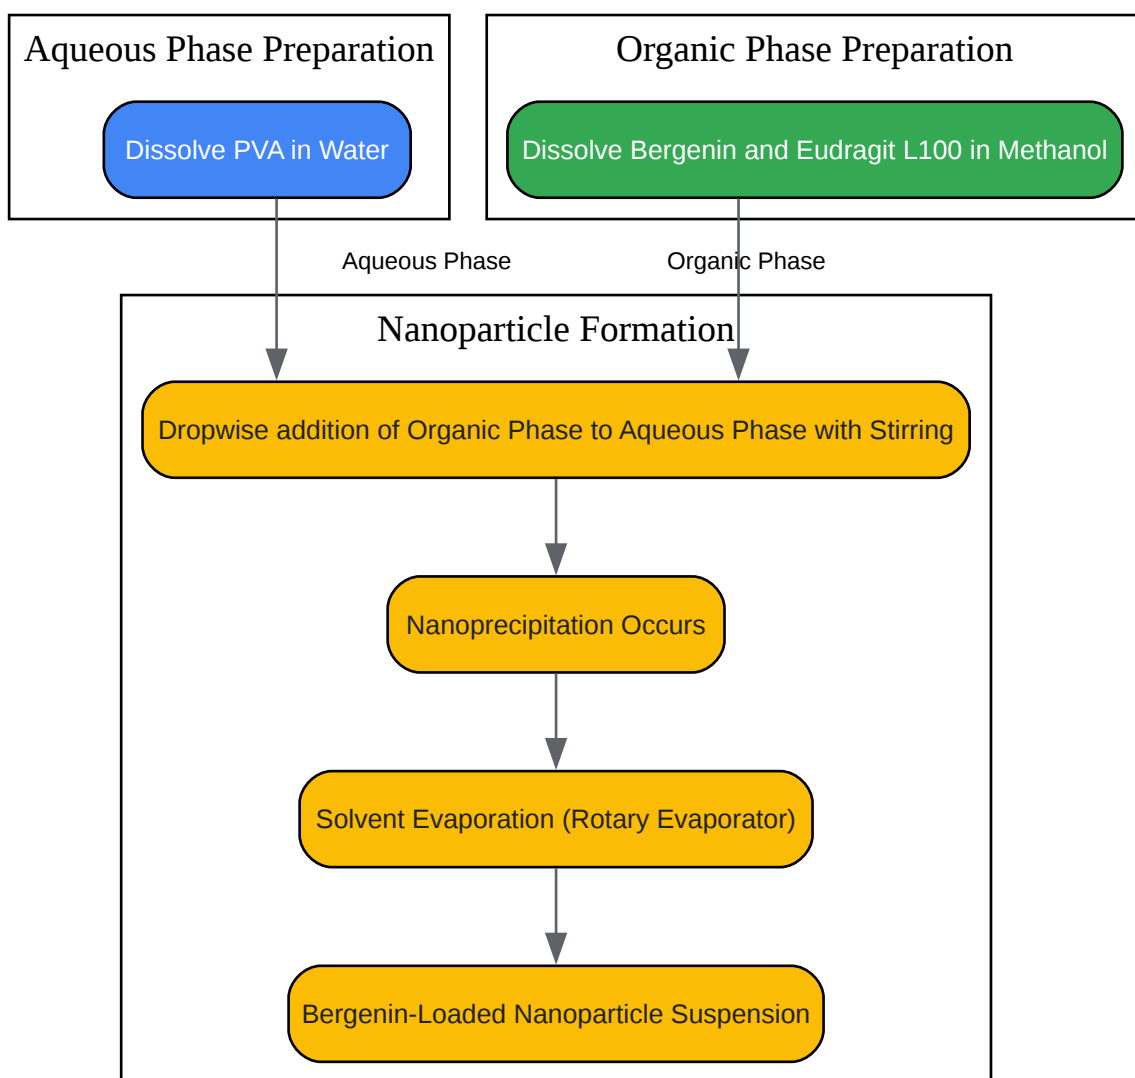 Aqueous Phase Preparation
Organic Phase Preparation
Dissolve PVA in Water
Dissolve Bergenin and Eudragit L100 in Methanol
Aqueous Phase
Organic Phase
Nanoparticle Formation
Dropwise addition of Organic Phase to Aqueous Phase with Stirring
Nanoprecipitation Occurs
Solvent Evaporation (Rotary Evaporator)
Bergenin-Loaded Nanoparticle Suspension